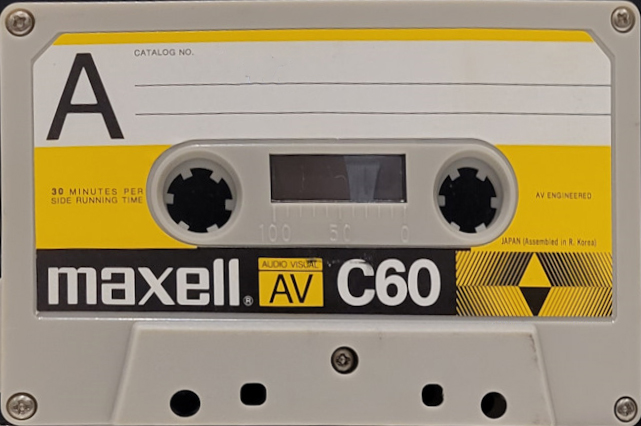 A
CATALOG NO.
30 MINUTES PER
SIDE RUNNING TIME
AV ENGINEERED
100 50 0
JAPAN (Assembled in R. Korea)
maxell®
AUDIO VISUAL
AV
C60